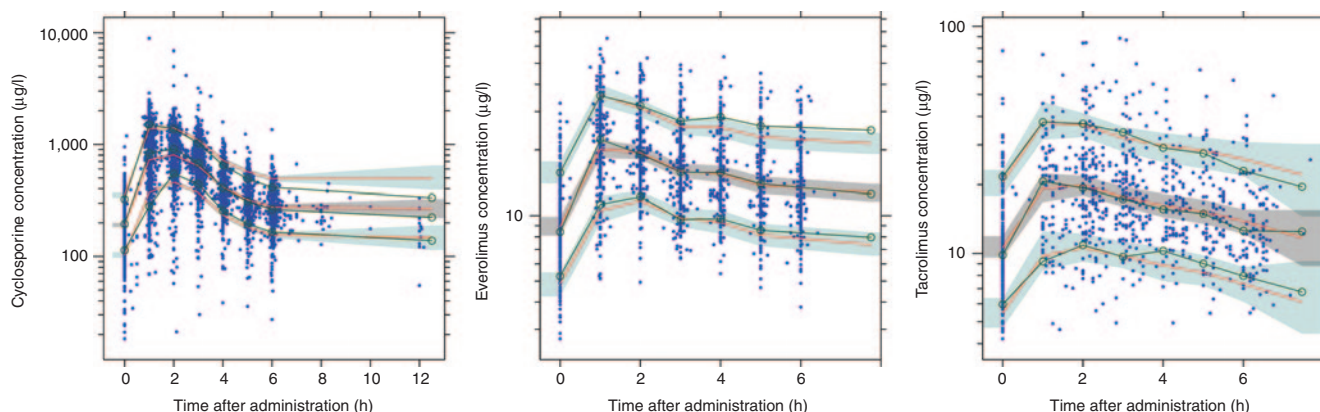 Cyclosporine concentration (μg/l)
10,000
1,000
100
0 2 4 6 8 10 12
Time after administration (h)
Everolimus concentration (μg/l)
10
0 2 4 6
Time after administration (h)
Tacrolimus concentration (μg/l)
100
10
0 2 4 6
Time after administration (h)